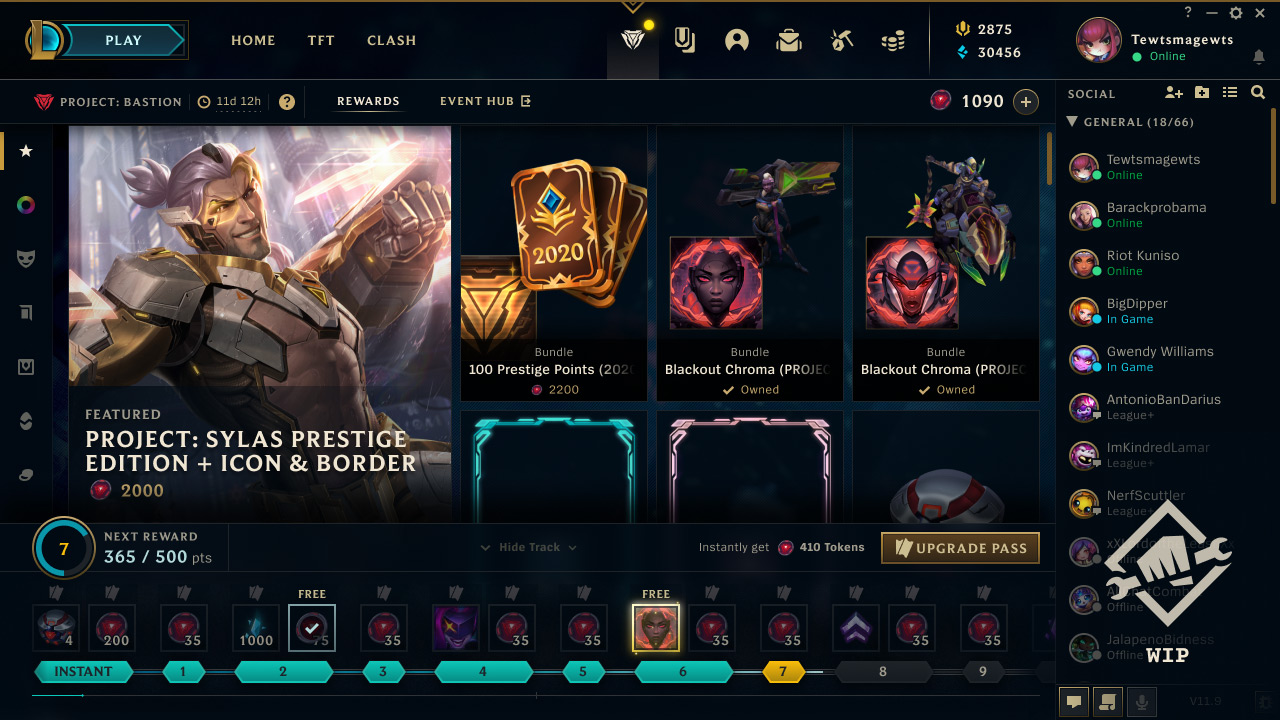 PLAY
HOME
TFT
CLASH
2875
30456
?
Tewtsmagewts
Online
PROJECT: BASTION
11d 12h
?
REWARDS
EVENT HUB
1090
+
SOCIAL
GENERAL (18/66)
Tewtsmagewts
Online
Barackprobama
Online
Riot Kuniso
Online
BigDipper
In Game
Gwendy Williams
In Game
AntonioBanDarius
League+
ImKindredLamar
League+
NerfScuttler
League+
Offline
JalapenoBidness
Offline
WIP
V11.9
FEATURED
PROJECT: SYLAS PRESTIGE
EDITION + ICON & BORDER
2000
2020
Bundle
100 Prestige Points (202
2200
Bundle
Blackout Chroma (PROJEC
Owned
Bundle
Blackout Chroma (PROJEC
Owned
7
NEXT REWARD
365 / 500 pts
Hide Track
Instantly get 410 Tokens
UPGRADE PASS
FREE
FREE
4
200
35
1000
75
35
35
35
35
35
35
35
INSTANT
1
2
3
4
5
6
7
8
9